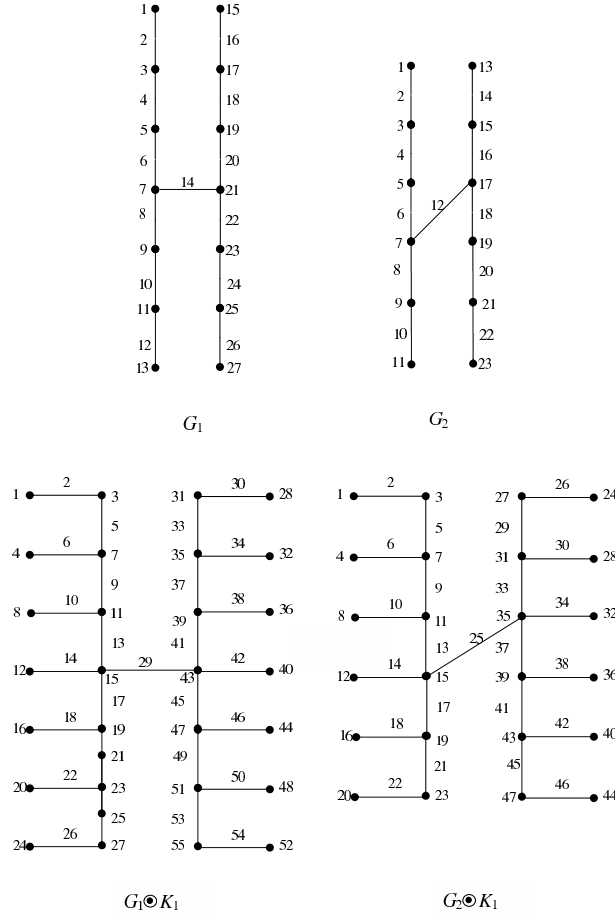 1 15
2 16
3 17
4 18
5 19
6 20
7 14 21
8 22
9 23
10 24
11 25
12 26
13 27
G1
1 13
2 14
3 15
4 16
5 17
6 12 18
7 19
8 20
9 21
10 22
11 23
G2
1 2 3 31 30 28
5 33
4 6 7 35 34 32
9 37
8 10 11 39 38 36
13 41
12 14 15 29 43 42 40
17 45
16 18 19 47 46 44
21 49
20 22 23 51 50 48
25 53
24 26 27 55 54 52
G1⊙K1
1 2 3 27 26 24
5 29
4 6 7 31 30 28
9 33
8 10 11 35 34 32
13 25 37
12 14 15 39 38 36
17 41
16 18 19 43 42 40
21 45
20 22 23 47 46 44
G2⊙K1